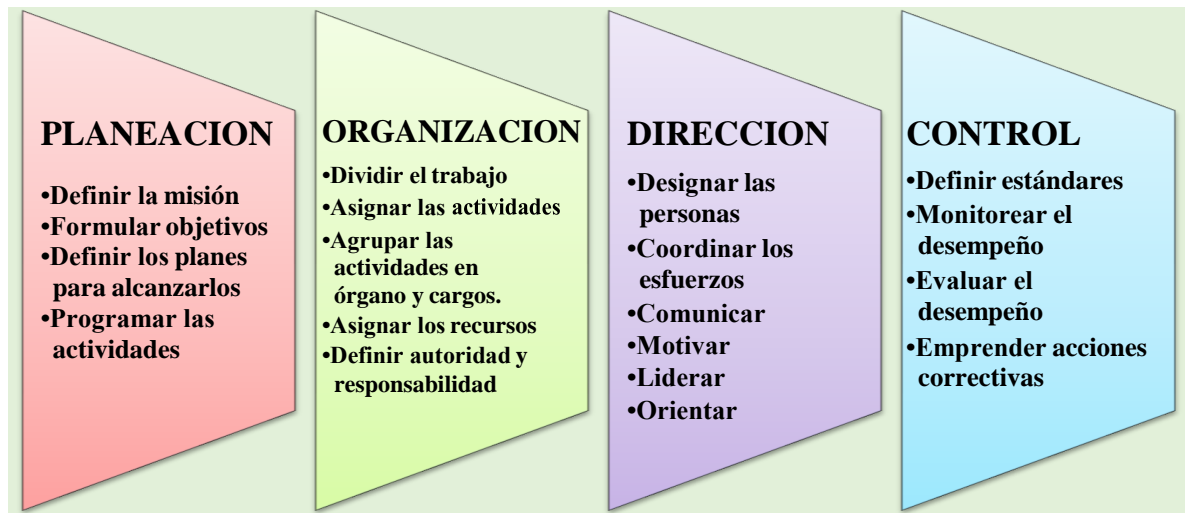 PLANEACION
•Definir la misión
•Formular objetivos
•Definir los planes
para alcanzarlos
•Programar las
actividades
ORGANIZACION
•Dividir el trabajo
•Asignar las actividades
•Agrupar las
actividades en
órgano y cargos.
•Asignar los recursos
•Definir autoridad y
responsabilidad
DIRECCION
•Designar las
personas
•Coordinar los
esfuerzos
•Comunicar
•Motivar
•Liderar
•Orientar
CONTROL
•Definir estándares
•Monitorear el
desempeño
•Evaluar el
desempeño
•Emprender acciones
correctivas